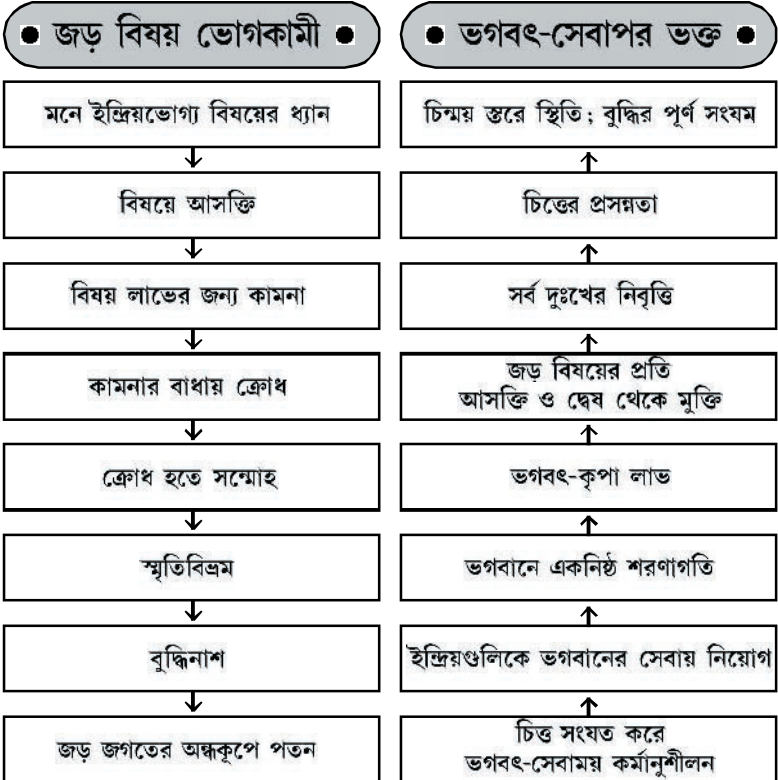 ● জড় বিষয় ভোগকামী ●
মনে ইন্দ্রিয়ভোগ্য বিষয়ের ধ্যান
বিষয়ে আসক্তি
বিষয় লাভের জন্য কামনা
কামনার বাধায় ক্রোধ
ক্রোধ হতে সম্মোহ
স্মৃতিবিভ্রম
বুদ্ধিনাশ
জড় জগতের অন্ধকূপে পতন
● ভগবৎ-সেবাপর ভক্ত ●
চিন্ময় স্তরে স্থিতি; বুদ্ধির পূর্ণ সংযম
চিত্তের প্রসন্নতা
সর্ব দুঃখের নিবৃত্তি
জড় বিষয়ের প্রতি
আসক্তি ও দ্বেষ থেকে মুক্তি
ভগবৎ-কৃপা লাভ
ভগবানে একনিষ্ঠ শরণাগতি
ইন্দ্রিয়গুলিকে ভগবানের সেবায় নিয়োগ
চিত্ত সংযত করে
ভগবৎ-সেবাময় কর্মানুশীলন